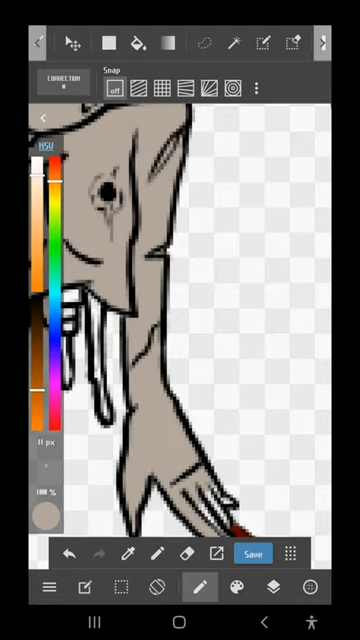 CORRECTION
Snap
off
HSV
11 px
100 %
Save